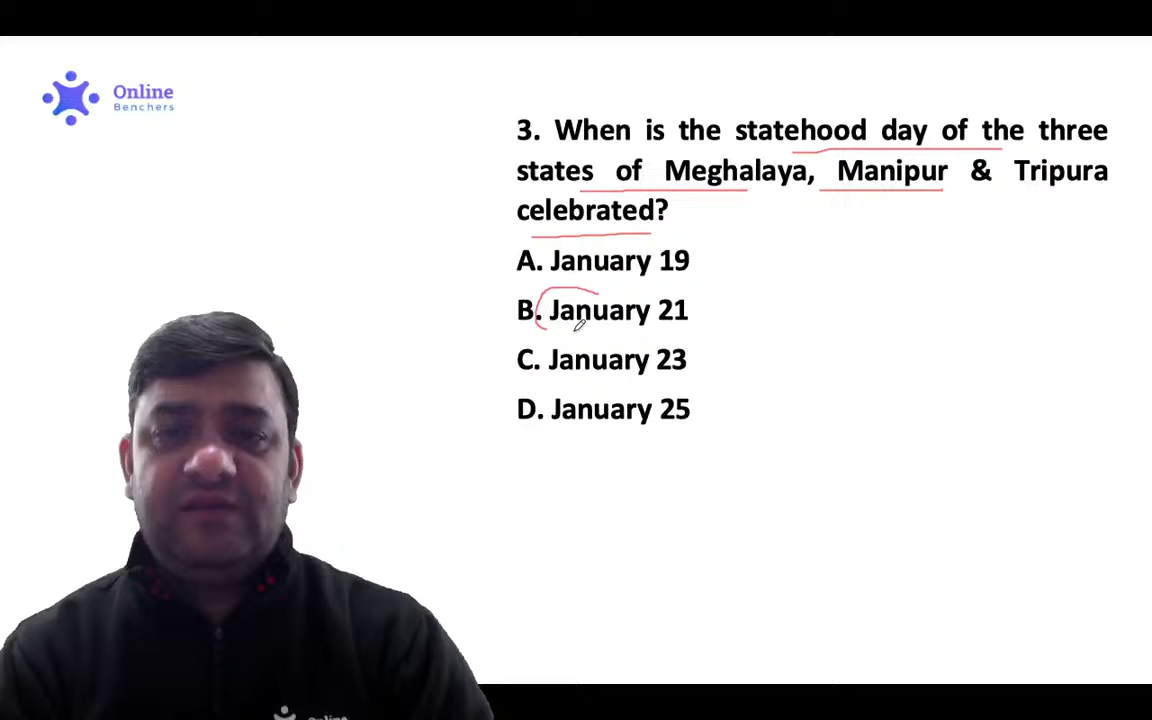 Online
Benchers
3. When is the statehood day of the three
states of Meghalaya, Manipur & Tripura
celebrated?
A. January 19
B. January 21
C. January 23
D. January 25